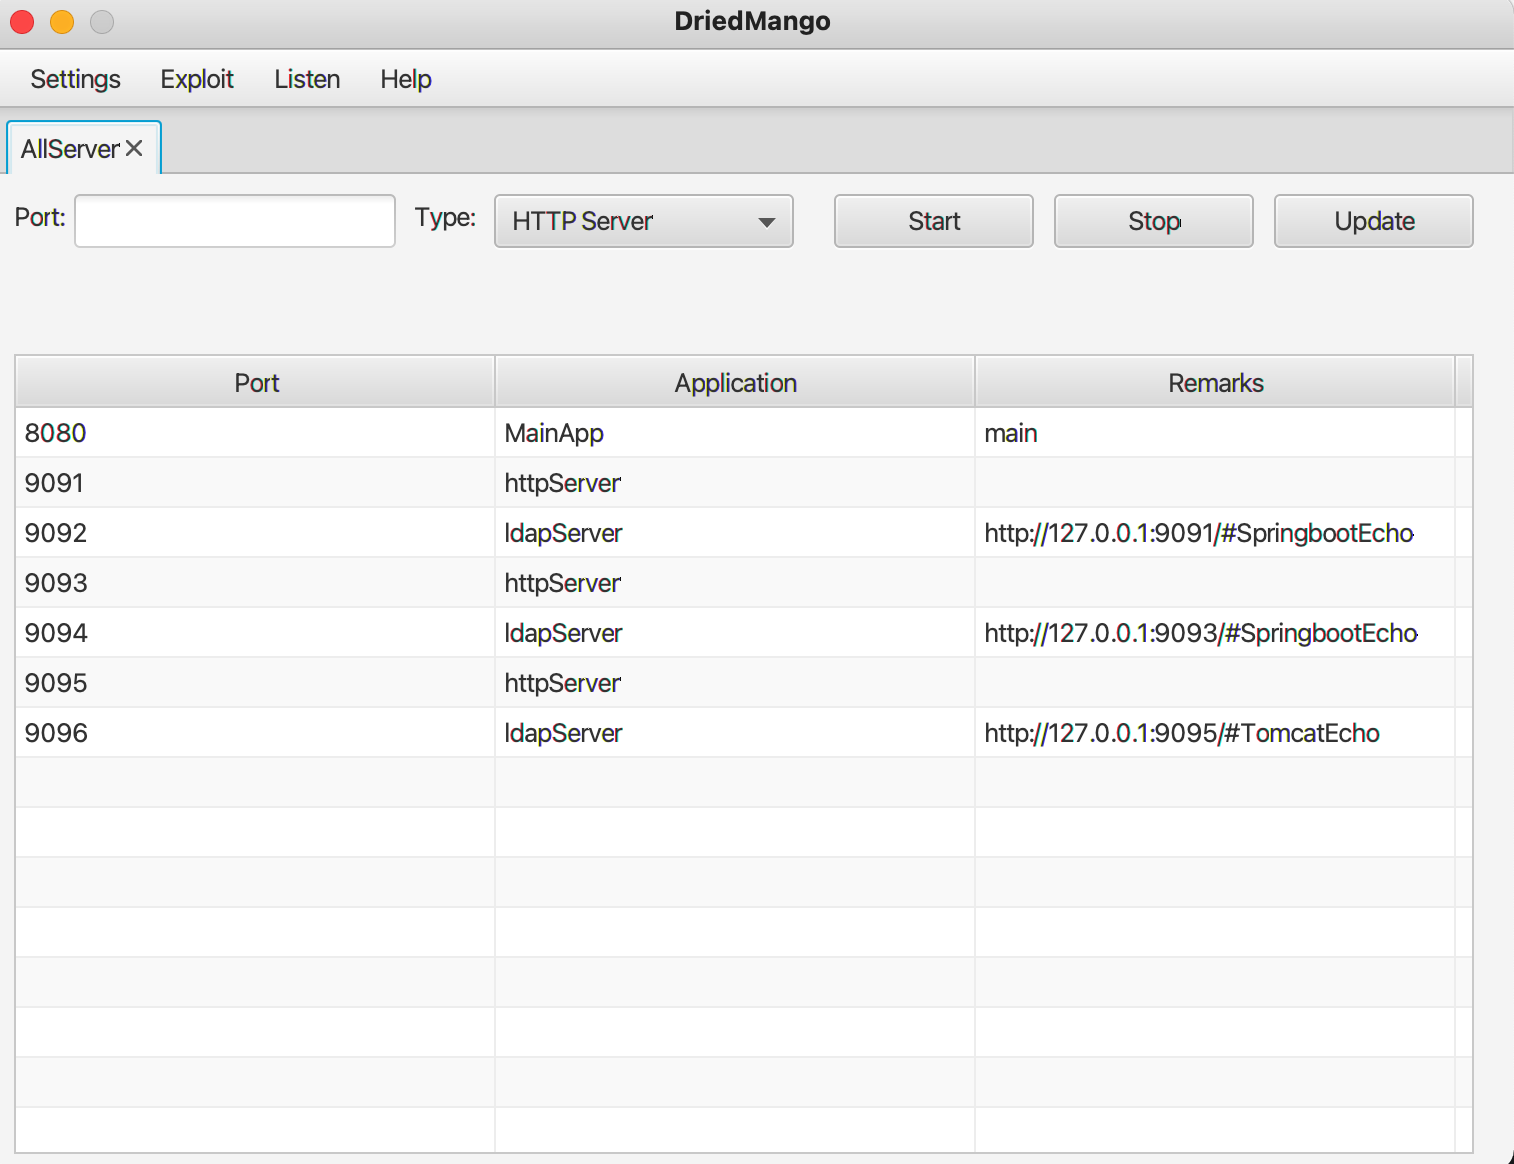 DriedMango
Settings Exploit Listen Help
AllServer
Port: Type: HTTP Server Start Stop Update
Port Application Remarks
8080 MainApp main
9091 httpServer
9092 ldapServer http://127.0.0.1:9091/#SpringbootEcho
9093 httpServer
9094 ldapServer http://127.0.0.1:9093/#SpringbootEcho
9095 httpServer
9096 ldapServer http://127.0.0.1:9095/#TomcatEcho